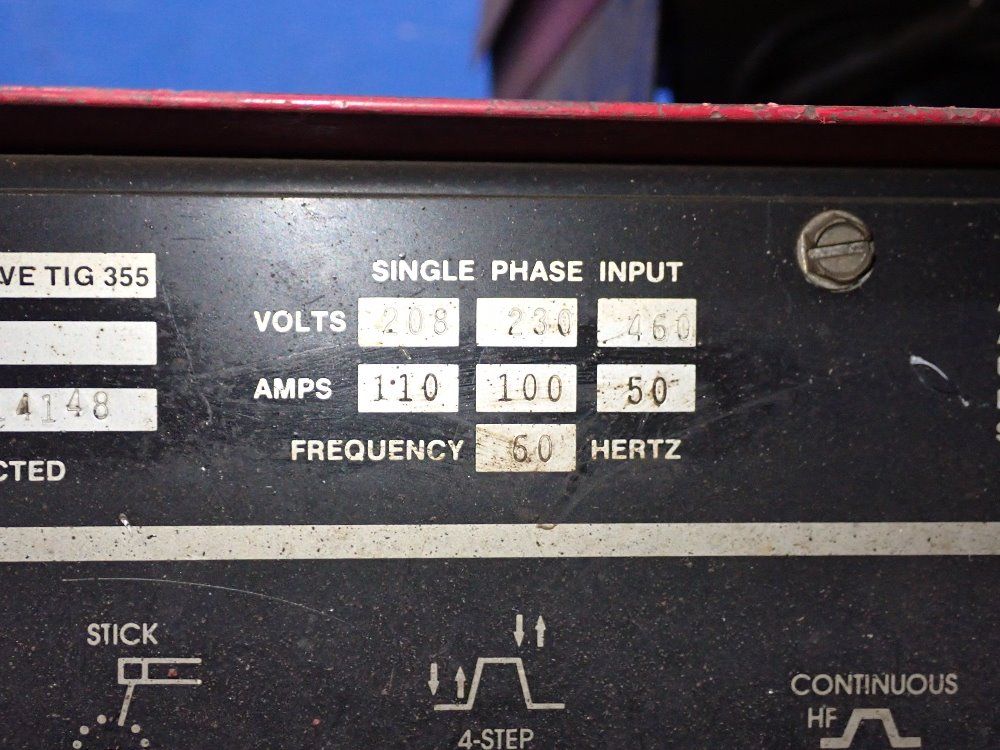 VE TIG 355
SINGLE PHASE INPUT
VOLTS 208 230 460
AMPS 110 100 50
4148
FREQUENCY 60 HERTZ
CTED
STICK
CONTINUOUS
HF
4-STEP